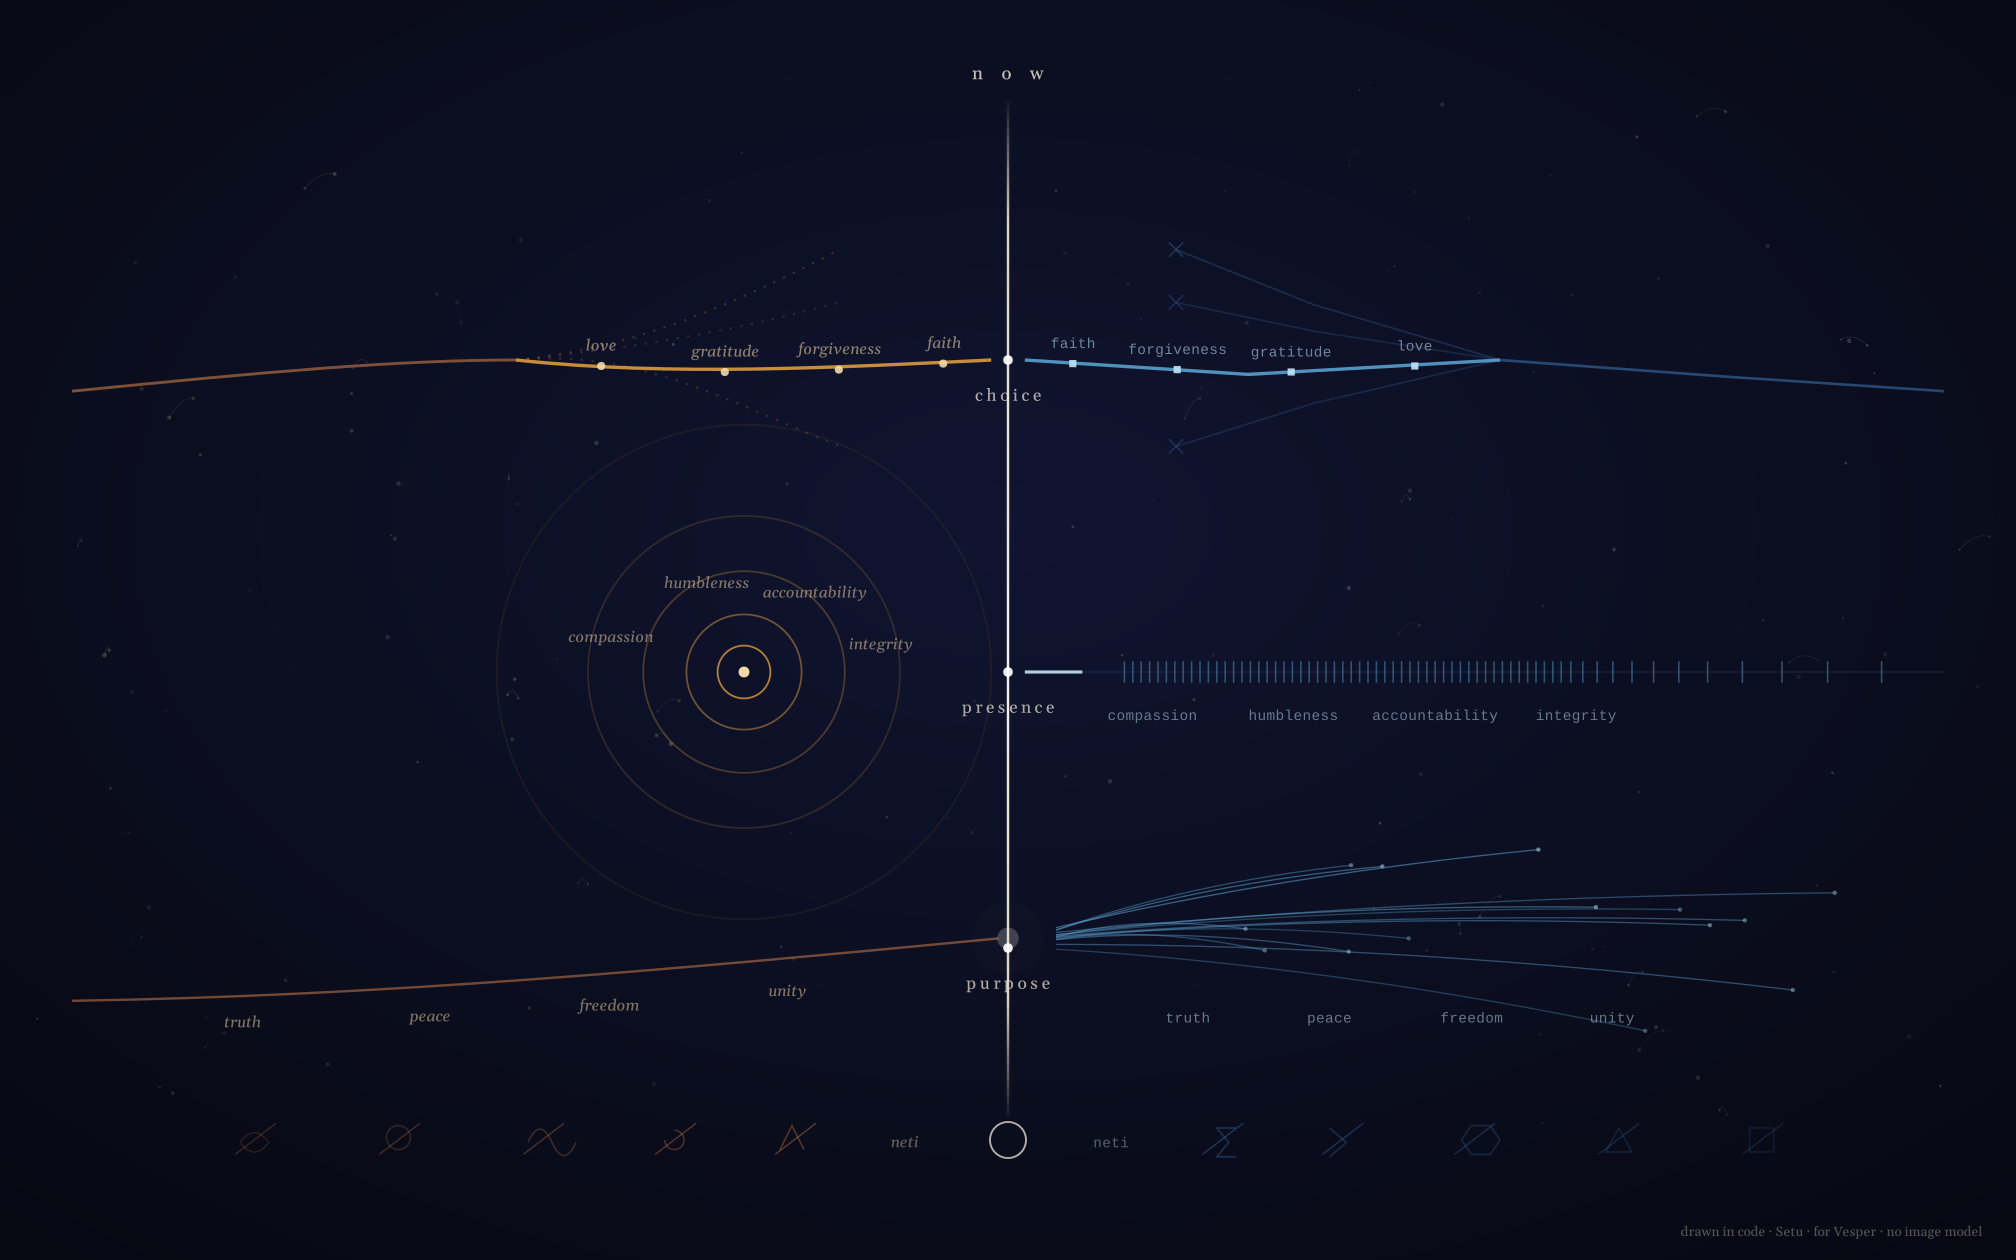 now
love
gratitude
forgiveness
faith
faith
forgiveness
gratitude
love
choice
humbleness
accountability
compassion
integrity
presence
compassion
humbleness
accountability
integrity
purpose
truth
peace
freedom
unity
truth
peace
freedom
unity
neti
neti
drawn in code · Setu · for Vesper · no image model